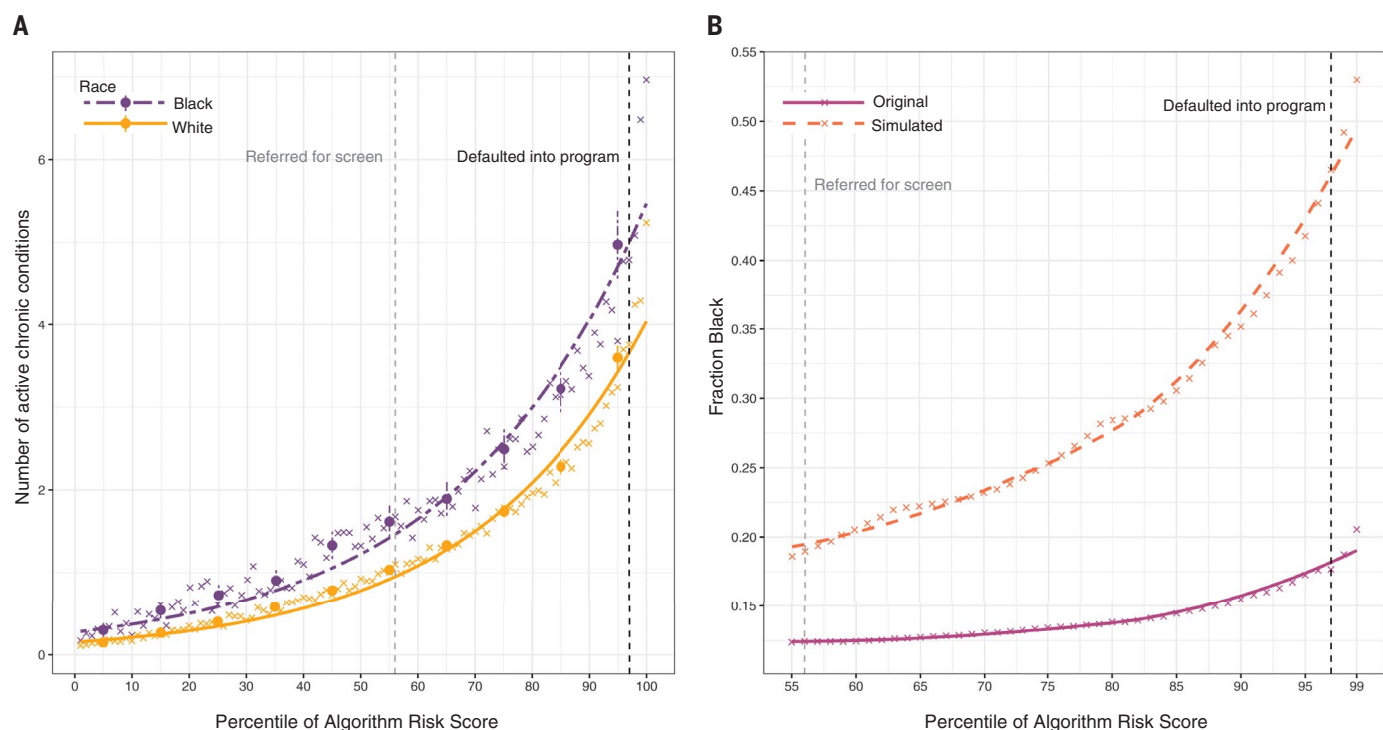 A
Race
Black
White
Referred for screen
Defaulted into program
Number of active chronic conditions
6
4
2
0
0
10
20
30
40
50
60
70
80
90
100
Percentile of Algorithm Risk Score
B
Original
Simulated
Defaulted into program
Referred for screen
Fraction Black
0.55
0.50
0.45
0.40
0.35
0.30
0.25
0.20
0.15
55
60
65
70
75
80
85
90
95
99
Percentile of Algorithm Risk Score